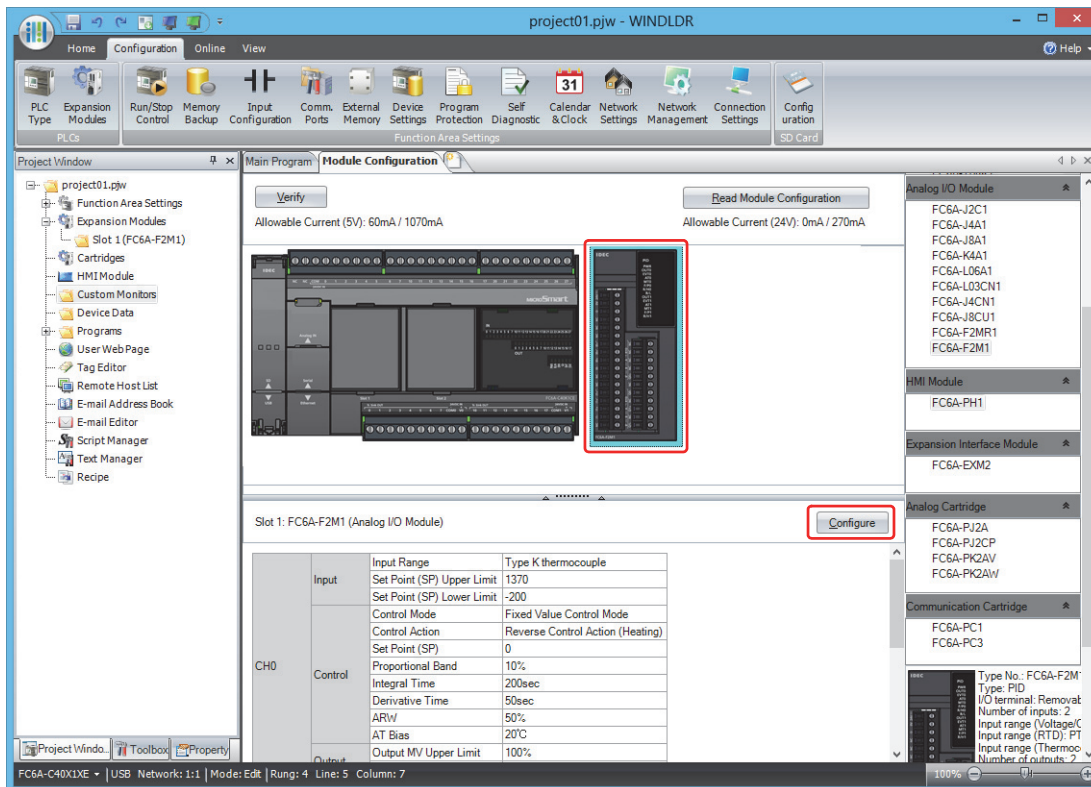 project01.pjw - WINDLDR
Home Configuration Online View Help
PLC Type
Expansion Modules
Run/Stop Control
Memory Backup
Input Configuration
Comm. Ports
External Memory
Device Settings
Program Protection
Self Diagnostic
Calendar & Clock
Network Settings
Network Management
Connection Settings
Config uration
PLCs Function Area Settings SD Card
Project Window
project01.pjw
Function Area Settings
Expansion Modules
Slot 1 (FC6A-F2M1)
Cartridges
HMI Module
Custom Monitors
Device Data
Programs
User Web Page
Tag Editor
Remote Host List
E-mail Address Book
E-mail Editor
Script Manager
Text Manager
Recipe
Project Windo... Toolbox Property
Main Program Module Configuration
Verify Read Module Configuration
Allowable Current (5V): 60mA / 1070mA Allowable Current (24V): 0mA / 270mA
MICROSmart
Slot 1: FC6A-F2M1 (Analog I/O Module) Configure
CH0
Input
Input Range Type K thermocouple
Set Point (SP) Upper Limit 1370
Set Point (SP) Lower Limit -200
Control
Control Mode Fixed Value Control Mode
Control Action Reverse Control Action (Heating)
Set Point (SP) 0
Proportional Band 10%
Integral Time 200sec
Derivative Time 50sec
ARW 50%
AT Bias 20°C
Output
Output MV Upper Limit 100%
Analog I/O Module
FC6A-J2C1
FC6A-J4A1
FC6A-J8A1
FC6A-K4A1
FC6A-L06A1
FC6A-L03CN1
FC6A-J4CN1
FC6A-J8CU1
FC6A-F2MR1
FC6A-F2M1
HMI Module
FC6A-PH1
Expansion Interface Module
FC6A-EXM2
Analog Cartridge
FC6A-PJ2A
FC6A-PJ2CP
FC6A-PK2AV
FC6A-PK2AW
Communication Cartridge
FC6A-PC1
FC6A-PC3
Type No.: FC6A-F2M
Type: PID
I/O terminal: Removab
Number of inputs: 2
Input range (Voltage/C
Input range (RTD): PT
Input range (Thermoc
Number of outputs: 2
FC6A-C40X1XE USB Network: 1:1 Mode: Edit Rung: 4 Line: 5 Column: 7 100%